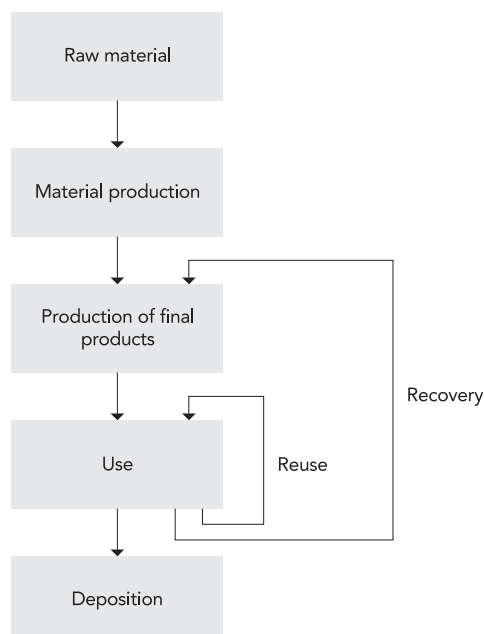 Raw material
Material production
Production of final
products
Recovery
Use
Reuse
Deposition